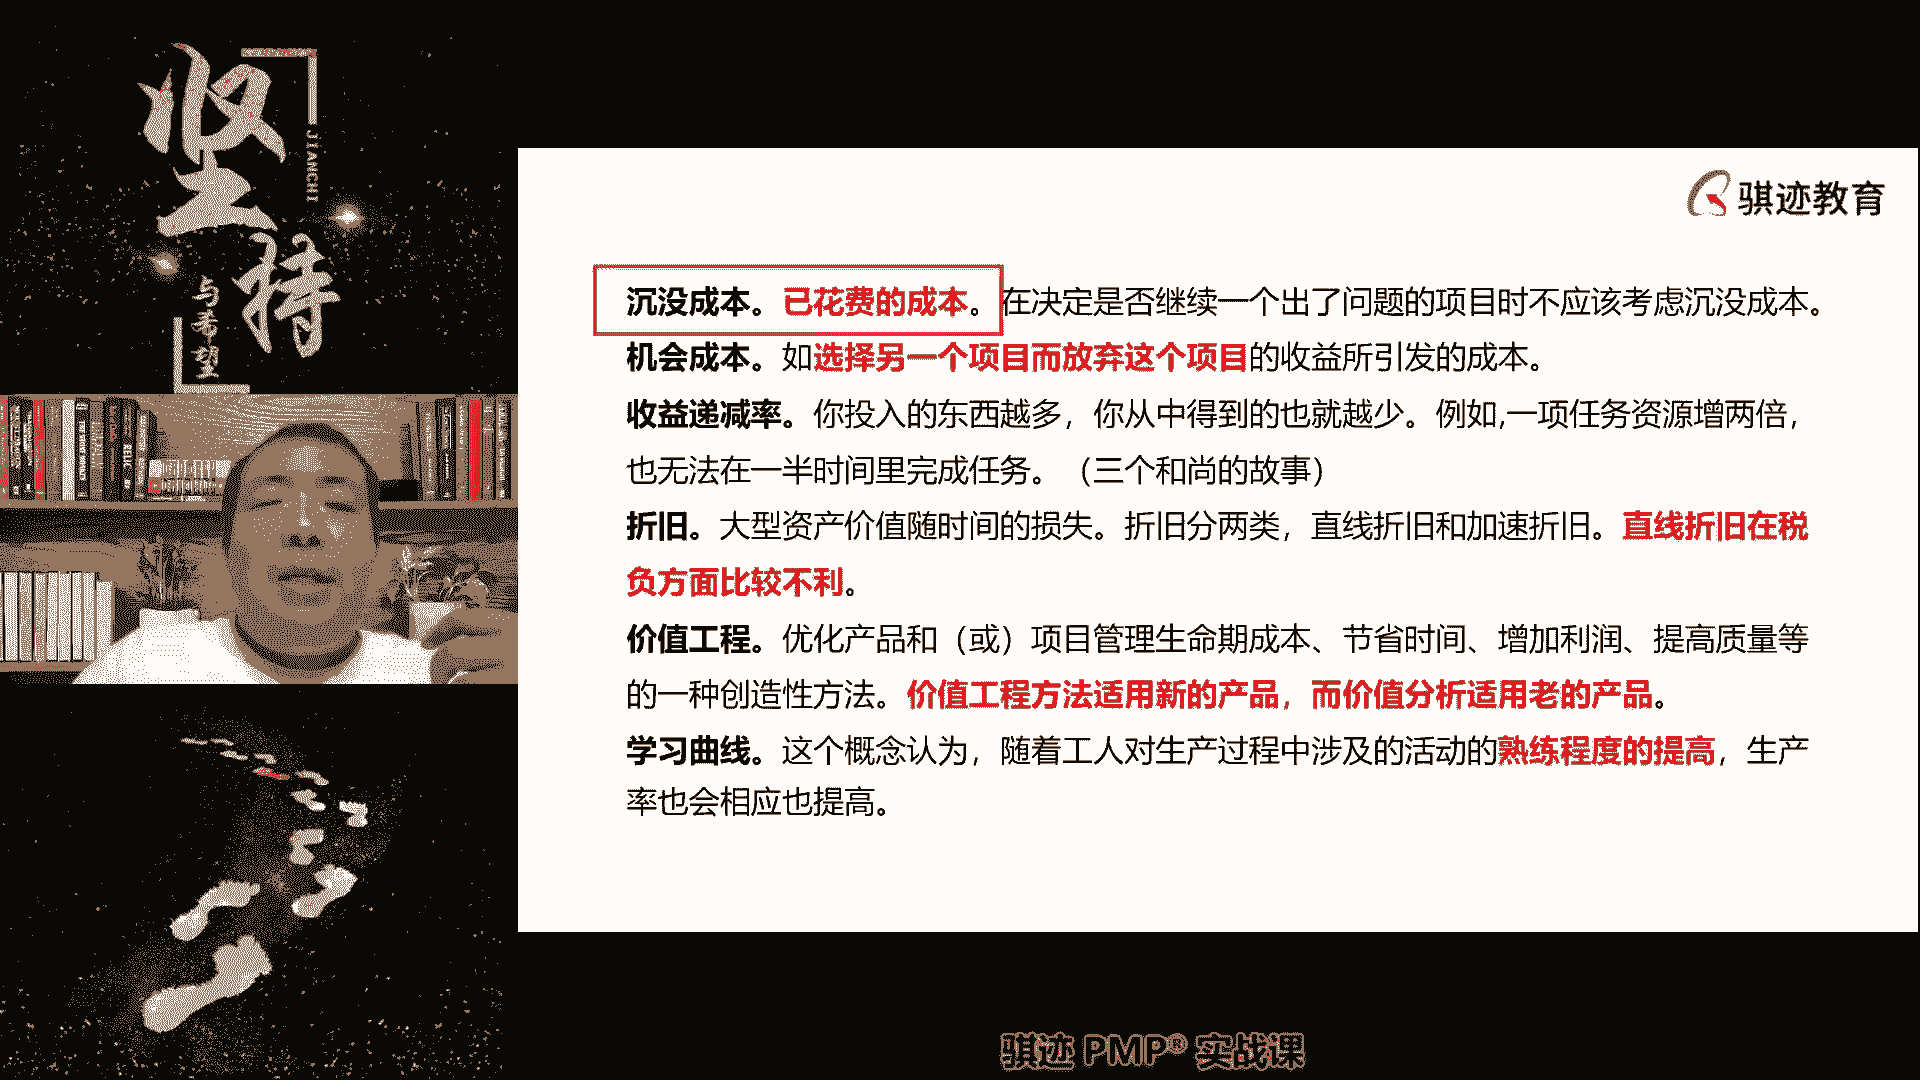 坚持
JIANCHI
与希望
骐迹教育
沉没成本。已花费的成本。在决定是否继续一个出了问题的项目时不应该考虑沉没成本。
机会成本。如选择另一个项目而放弃这个项目的收益所引发的成本。
收益递减率。你投入的东西越多，你从中得到的也就越少。例如,一项任务资源增两倍，
也无法在一半时间里完成任务。（三个和尚的故事）
折旧。大型资产价值随时间的损失。折旧分两类，直线折旧和加速折旧。直线折旧在税
负方面比较不利。
价值工程。优化产品和（或）项目管理生命期成本、节省时间、增加利润、提高质量等
的一种创造性方法。价值工程方法适用新的产品，而价值分析适用老的产品。
学习曲线。这个概念认为，随着工人对生产过程中涉及的活动的熟练程度的提高，生产
率也会相应也提高。
骐迹 PMP® 实战课